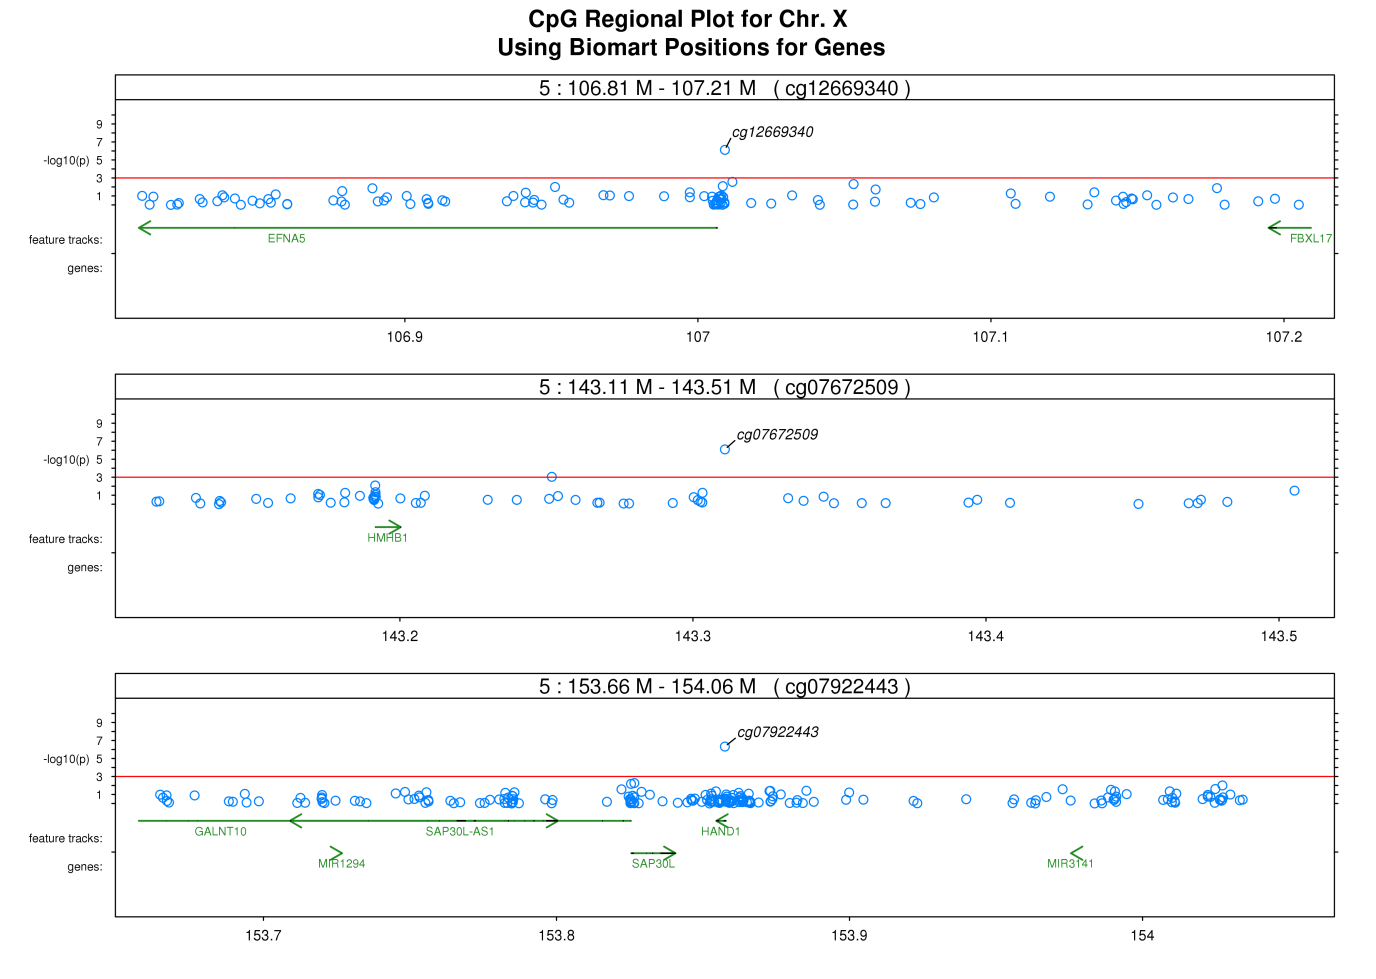 CpG Regional Plot for Chr. X
Using Biomart Positions for Genes
5 : 106.81 M - 107.21 M ( cg12669340 )
9
7
-log10(p) 5
3
1
cg12669340
feature tracks:
EFNA5
FBXL17
genes:
106.9 107 107.1 107.2
5 : 143.11 M - 143.51 M ( cg07672509 )
9
7
-log10(p) 5
3
1
cg07672509
feature tracks:
HMHB1
genes:
143.2 143.3 143.4 143.5
5 : 153.66 M - 154.06 M ( cg07922443 )
9
7
-log10(p) 5
3
1
cg07922443
GALNT10 SAP30L-AS1 HAND1
feature tracks:
MIR1294 SAP30L MIR3141
genes:
153.7 153.8 153.9 154